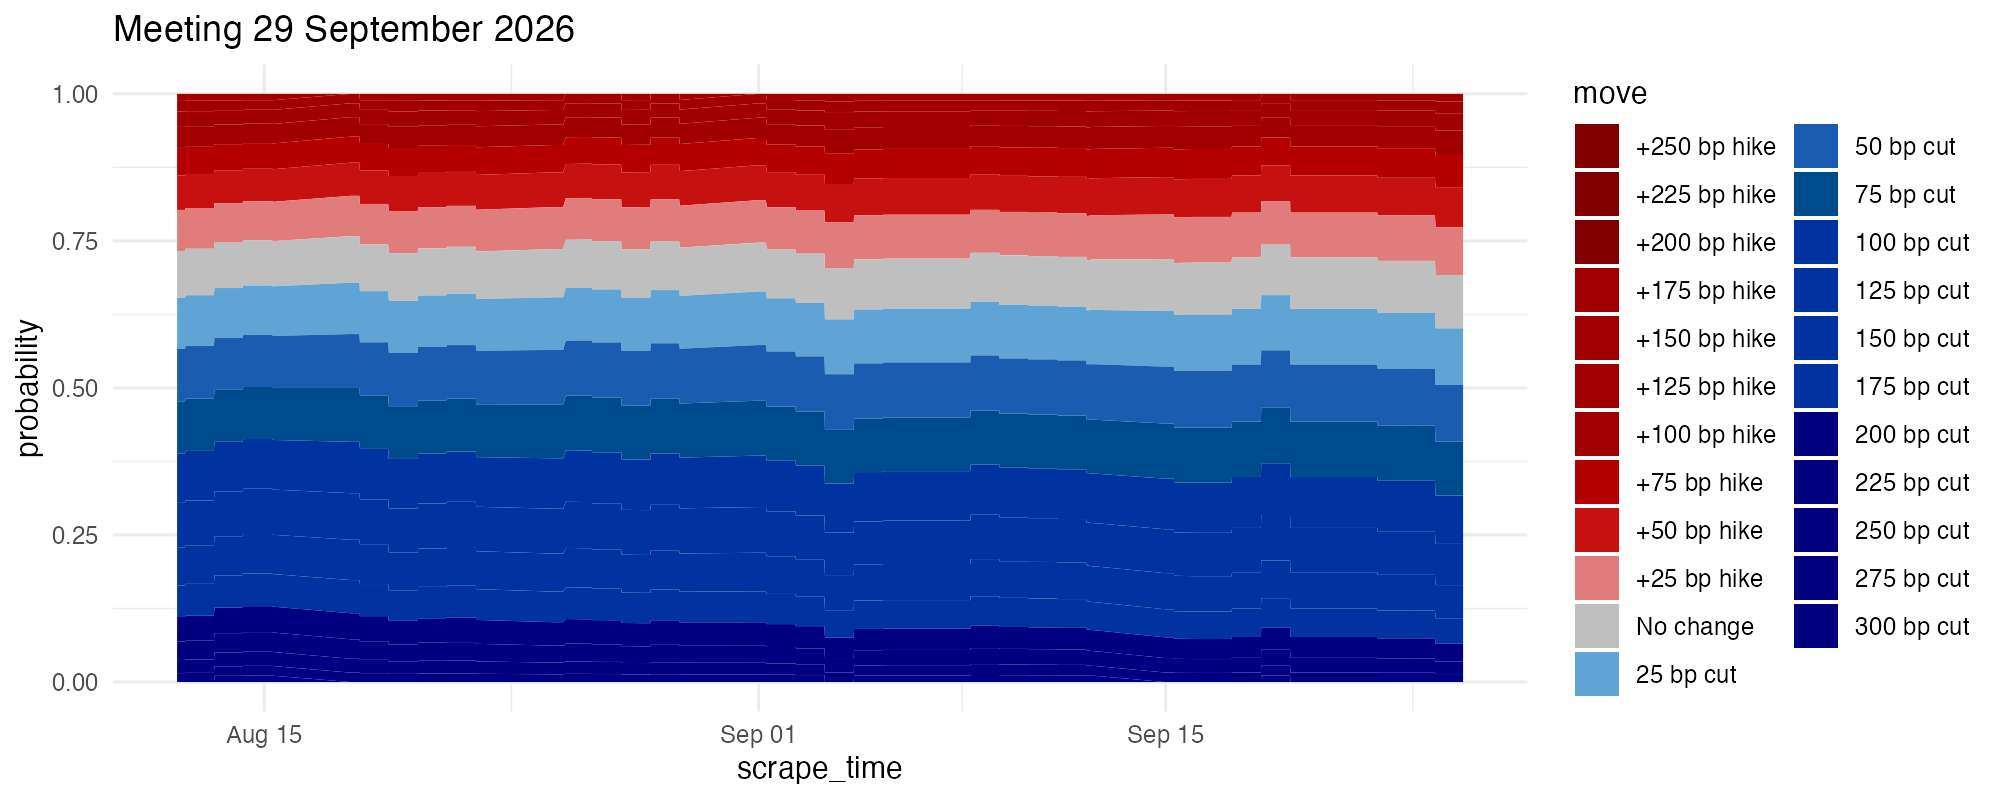 Meeting 29 September 2026
probability
1.00
0.75
0.50
0.25
0.00
Aug 15
Sep 01
Sep 15
scrape_time
move
+250 bp hike
+225 bp hike
+200 bp hike
+175 bp hike
+150 bp hike
+125 bp hike
+100 bp hike
+75 bp hike
+50 bp hike
+25 bp hike
No change
25 bp cut
50 bp cut
75 bp cut
100 bp cut
125 bp cut
150 bp cut
175 bp cut
200 bp cut
225 bp cut
250 bp cut
275 bp cut
300 bp cut